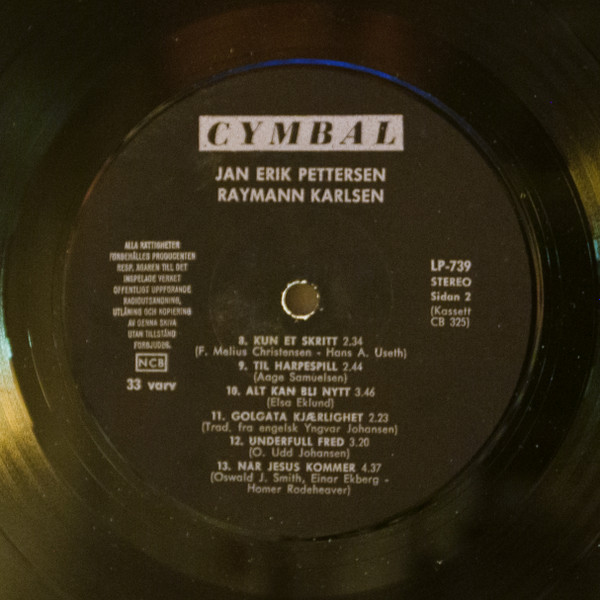 CYMBAL
JAN ERIK PETTERSEN
RAYMANN KARLSEN
ALLA RÄTTIGHETER
FÖRBEHÅLLES PRODUCENTEN
RESP. ÄGAREN TILL DET
INSPELADE VERKET
OFFENTLIGT UPPFÖRANDE
RADIOUTSÄNDNING,
UTLÅNING OCH KOPIERING
AV DENNA SKIVA
UTAN TILLSTÅND
FÖRBJUDEN.
NCB
33 varv
LP-739
STEREO
Sidan 2
(Kassett
CB 325)
8. KUN ET SKRITT 2.34
(F. Melius Christensen - Hans A. Useth)
9. TIL HARPESPILL 2.44
(Aage Samuelsen)
10. ALT KAN BLI NYTT 3.46
(Elsa Eklund)
11. GOLGATA KJÆRLIGHET 2.23
(Trad. fra engelsk Yngvar Johansen)
12. UNDERFULL FRED 3.20
(O. Udd Johansen)
13. NÅR JESUS KOMMER 4.37
(Oswald J. Smith, Einar Ekberg -
Homer Rodeheaver)